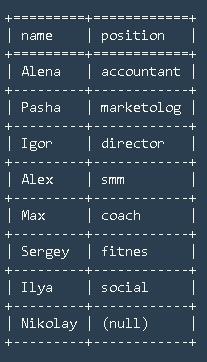 name position
Alena accountant
Pasha marketolog
Igor director
Alex smm
Max coach
Sergey fitnes
Ilya social
Nikolay (null)